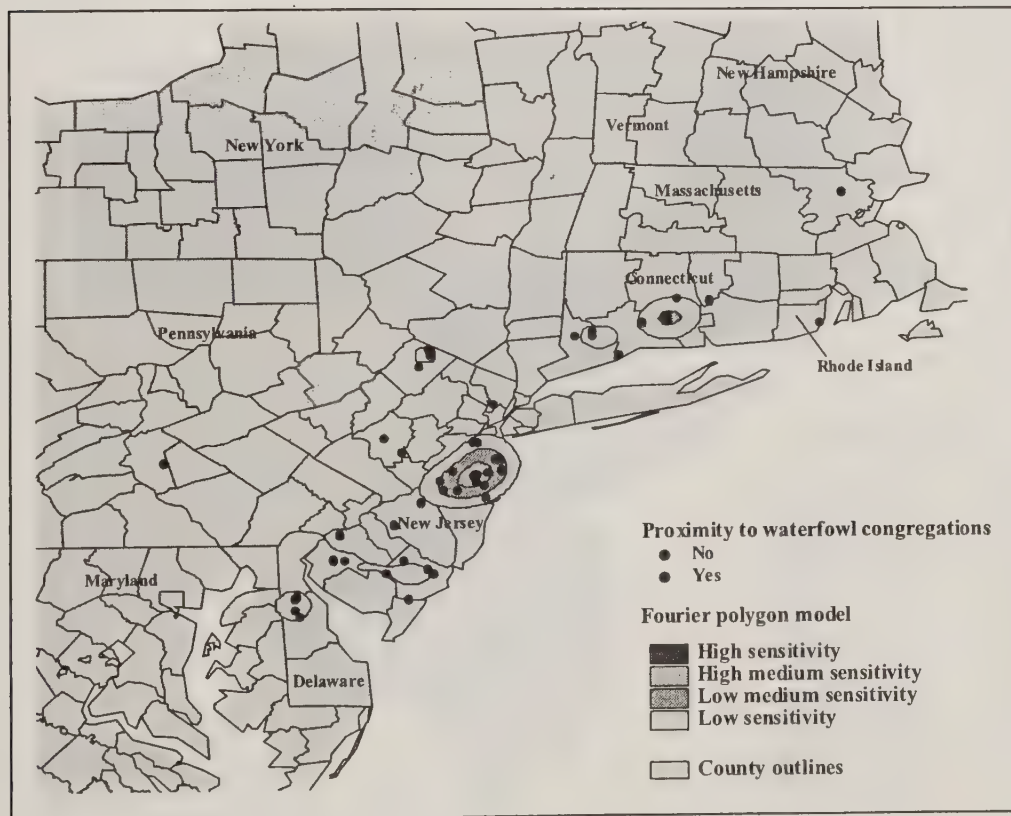 New Hampshire
Vermont
New York
Massachusetts
Connecticut
Pennsylvania
Rhode Island
New Jersey
Maryland
Delaware
Proximity to waterfowl congregations
No
Yes
Fourier polygon model
High sensitivity
High medium sensitivity
Low medium sensitivity
Low sensitivity
County outlines